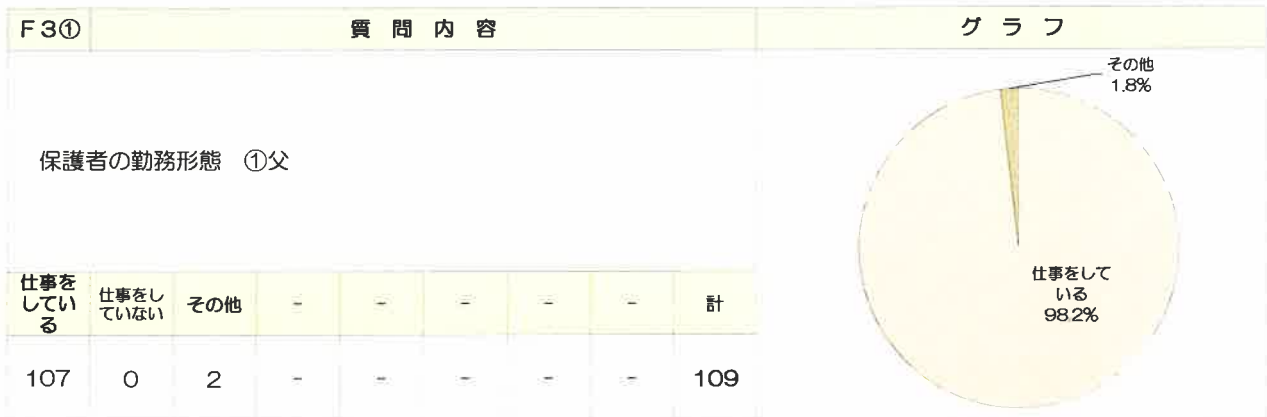 F3① 質問内容 グラフ
その他
1.8%
保護者の勤務形態 ①父
仕事をして
いる
98.2%
仕事を
してい
る
仕事をし
ていない
その他 - - - - - 計
107 0 2 - - - - - 109